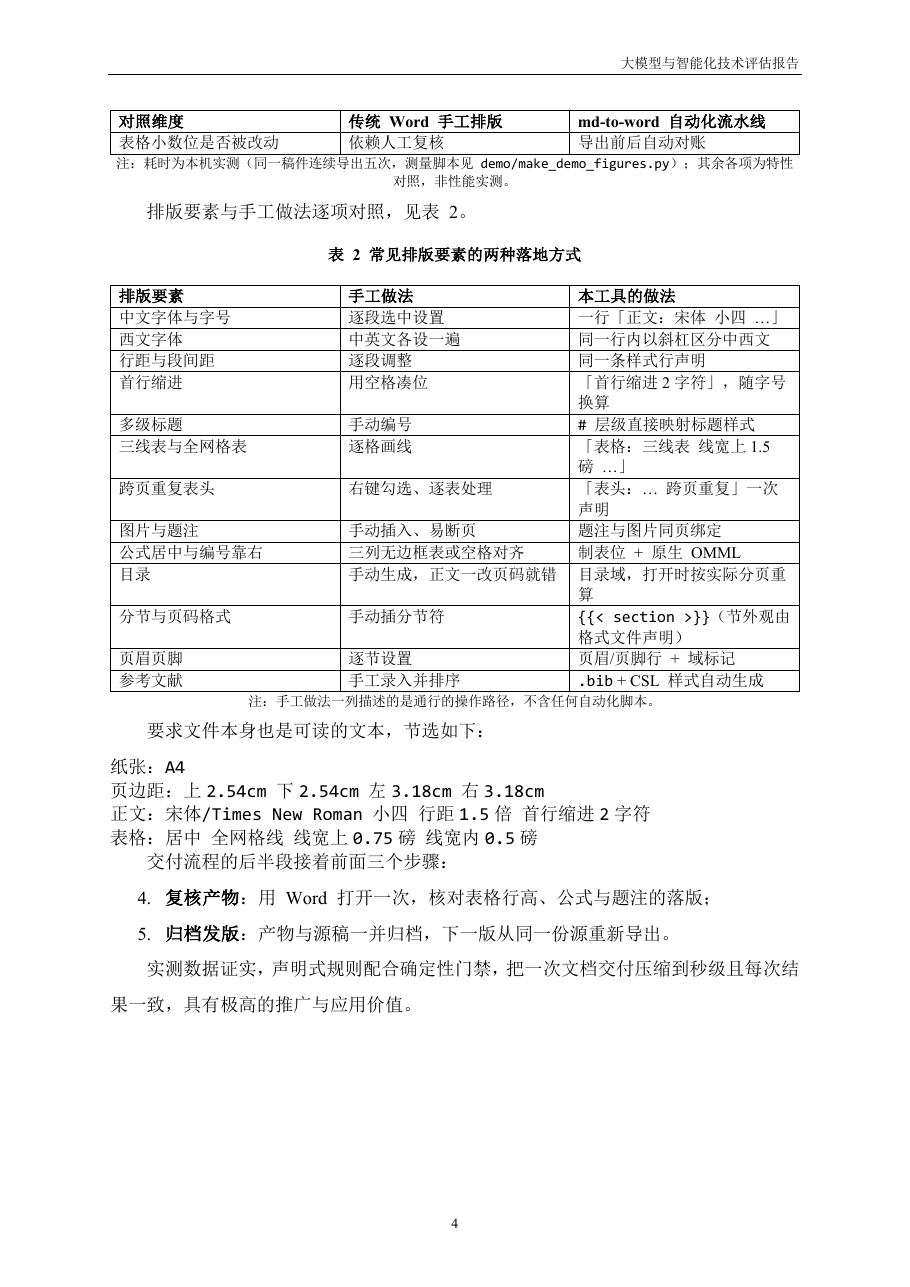 大模型与智能化技术评估报告
对照维度 传统 Word 手工排版 md-to-word 自动化流水线
表格小数位是否被改动 依赖人工复核 导出前后自动对账
注：耗时为本机实测（同一稿件连续导出五次，测量脚本见 demo/make_demo_figures.py）；其余各项为特性
对照，非性能实测。
排版要素与手工做法逐项对照，见表 2。
表 2 常见排版要素的两种落地方式
排版要素 手工做法 本工具的做法
中文字体与字号 逐段选中设置 一行「正文：宋体 小四 …」
西文字体 中英文各设一遍 同一行内以斜杠区分中西文
行距与段间距 逐段调整 同一条样式行声明
首行缩进 用空格凑位 「首行缩进 2 字符」，随字号
换算
多级标题 手动编号 # 层级直接映射标题样式
三线表与全网格表 逐格画线 「表格：三线表 线宽上 1.5
磅 …」
跨页重复表头 右键勾选、逐表处理 「表头：… 跨页重复」一次
声明
图片与题注 手动插入、易断页 题注与图片同页绑定
公式居中与编号靠右 三列无边框表或空格对齐 制表位 + 原生 OMML
目录 手动生成，正文一改页码就错 目录域，打开时按实际分页重
算
分节与页码格式 手动插分节符 {{< section >}}（节外观由
格式文件声明）
页眉页脚 逐节设置 页眉/页脚行 + 域标记
参考文献 手工录入并排序 .bib + CSL 样式自动生成
注：手工做法一列描述的是通行的操作路径，不含任何自动化脚本。
要求文件本身也是可读的文本，节选如下：
纸张：A4
页边距：上 2.54cm 下 2.54cm 左 3.18cm 右 3.18cm
正文：宋体/Times New Roman 小四 行距 1.5 倍 首行缩进 2 字符
表格：居中 全网格线 线宽上 0.75 磅 线宽内 0.5 磅
交付流程的后半段接着前面三个步骤：
4. 复核产物：用 Word 打开一次，核对表格行高、公式与题注的落版；
5. 归档发版：产物与源稿一并归档，下一版从同一份源重新导出。
实测数据证实，声明式规则配合确定性门禁，把一次文档交付压缩到秒级且每次结
果一致，具有极高的推广与应用价值。
4